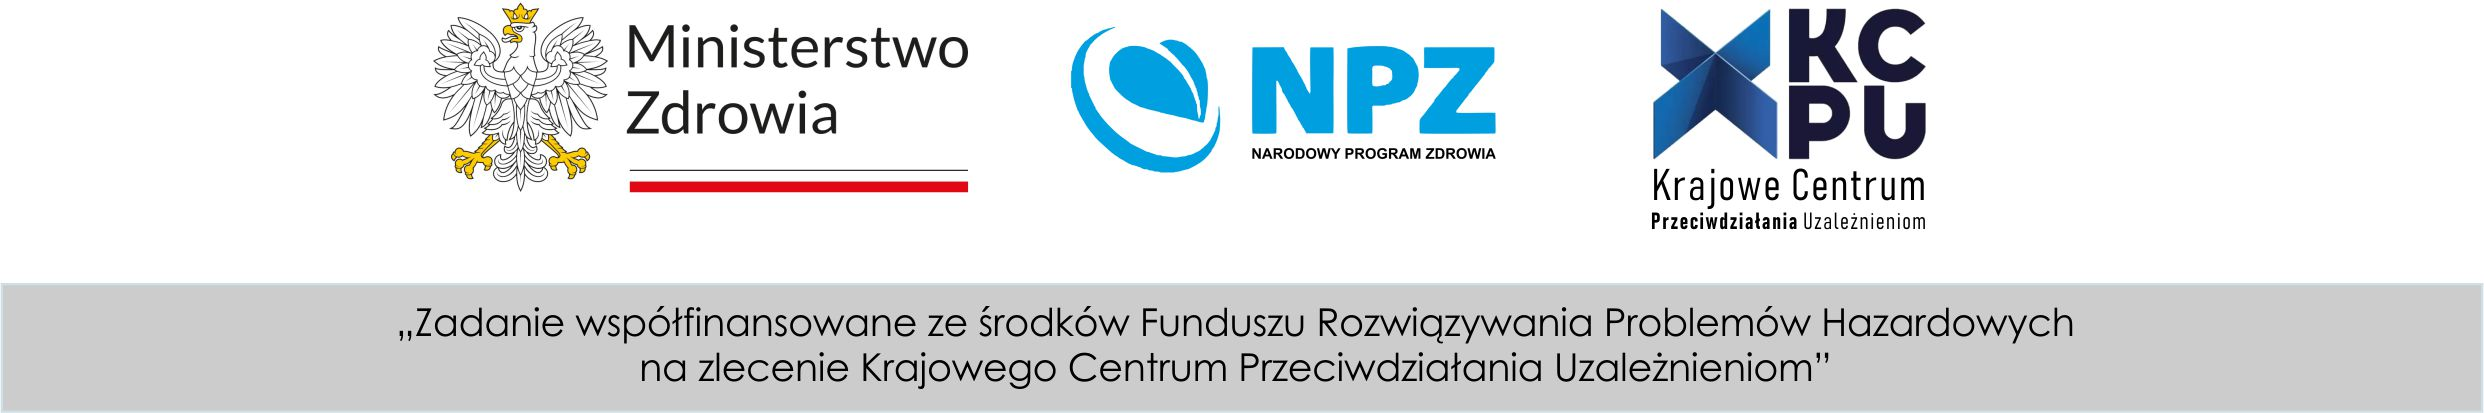 Ministerstwo
Zdrowia
NPZ
NARODOWY PROGRAM ZDROWIA
KC
PU
Krajowe Centrum
Przeciwdziałania Uzależnieniom
„Zadanie współfinansowane ze środków Funduszu Rozwiązywania Problemów Hazardowych
na zlecenie Krajowego Centrum Przeciwdziałania Uzależnieniom”